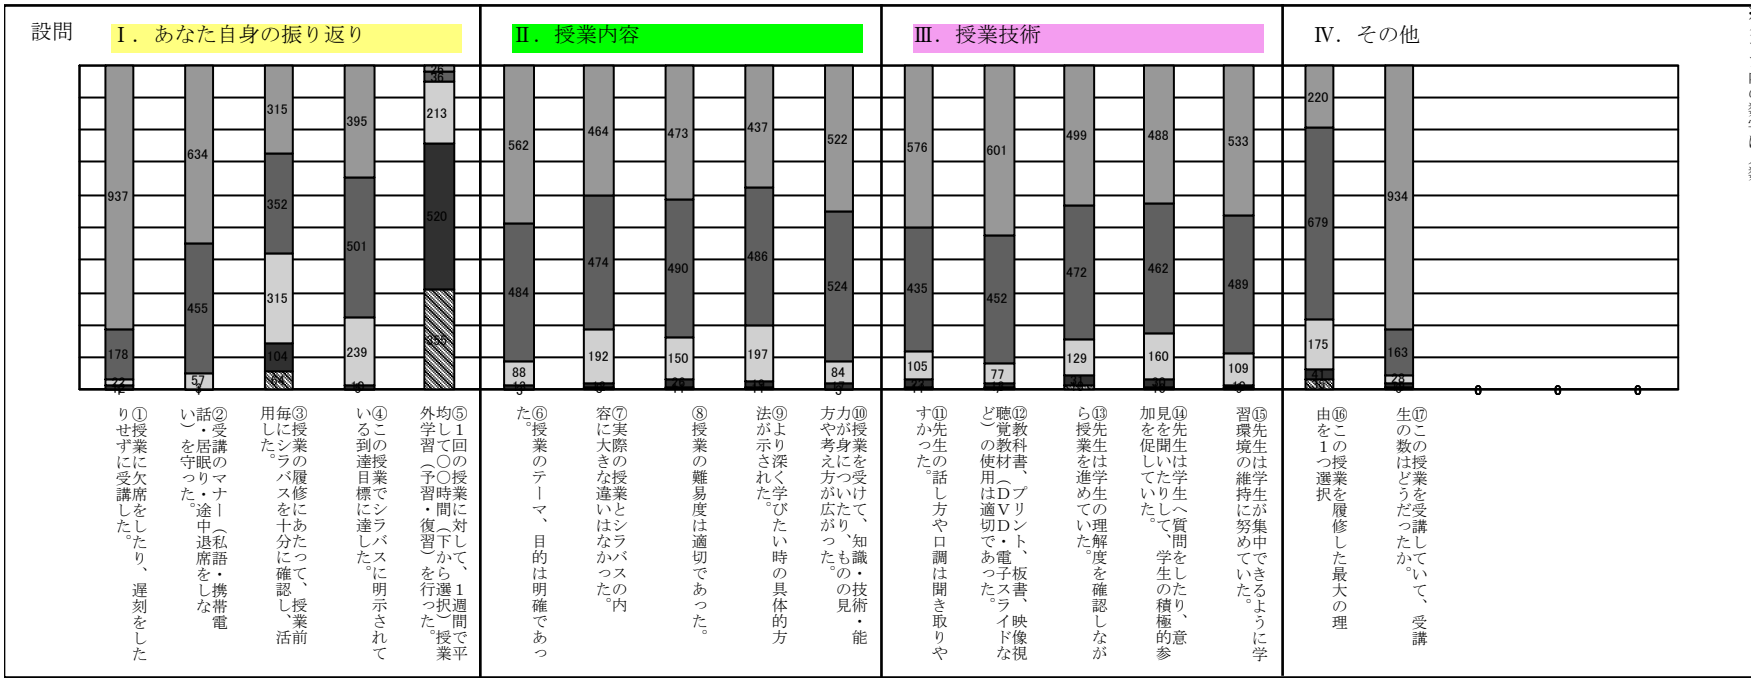 設問
Ⅰ．あなた自身の振り返り
Ⅱ．授業内容
Ⅲ．授業技術
Ⅳ．その他
937
178
22
634
455
57
315
352
315
104
64
395
501
239
26
36
213
520
355
562
484
88
464
474
192
473
490
150
437
486
197
522
524
84
576
435
105
601
452
77
499
472
129
31
488
462
160
533
489
109
220
679
175
41
934
163
28
0
0
0
①授業に欠席をしたり、遅刻をした
りせずに受講した。
②受講のマナー（私語・携帯電
話・居眠り・途中退席をしな
い）を守った。
③授業の履修にあたって、授業前
毎にシラバスを十分に確認し、活
用した。
④この授業でシラバスに明示されて
いる到達目標に達した。
⑤１回の授業に対して、１週間で平
均して〇〇時間（下から選択）授業
外学習（予習・復習）を行った。
⑥授業のテーマ、目的は明確であっ
た。
⑦実際の授業とシラバスの内
容に大きな違いはなかった。
⑧授業の難易度は適切であった。
⑨より深く学びたい時の具体的方
法が示された。
⑩授業を受けて、知識・技術・能
力が身についたり、ものの見
方や考え方が広がった。
⑪先生の話し方や口調は聞き取りや
すかった。
⑫教科書、プリント、板書、映像視
聴覚教材（ＤＶＤ・電子スライドな
ど）の使用は適切であった。
⑬先生は学生の理解度を確認しなが
ら授業を進めていた。
⑭先生は学生へ質問をしたり、意
見を聞いたりして、学生の積極的参
加を促していた。
⑮先生は学生が集中できるように学
習環境の維持に努めていた。
⑯この授業を履修した最大の理
由を１つ選択
⑰この授業を受講していて、受講
生の数はどうだったか。